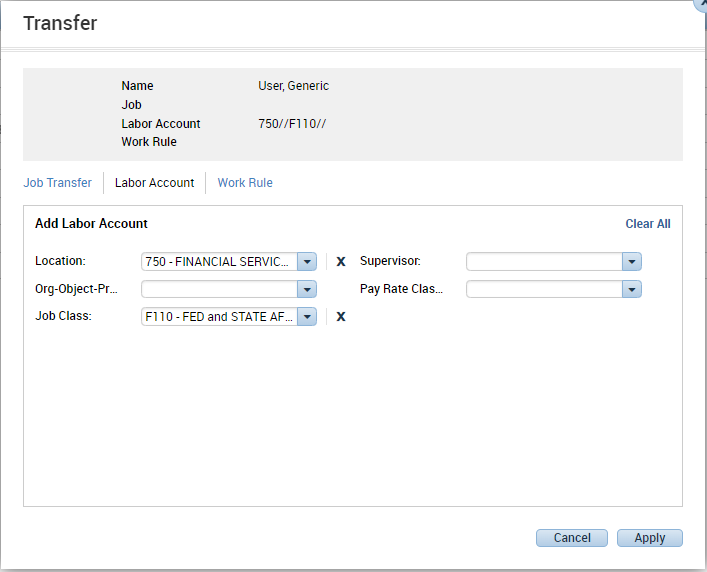 Transfer
Name User, Generic
Job
Labor Account 750//F110//
Work Rule
Job Transfer Labor Account Work Rule
Add Labor Account Clear All
Location: 750 - FINANCIAL SERVIC... X Supervisor:
Org-Object-Pr... Pay Rate Clas...
Job Class: F110 - FED and STATE AF... X
Cancel Apply